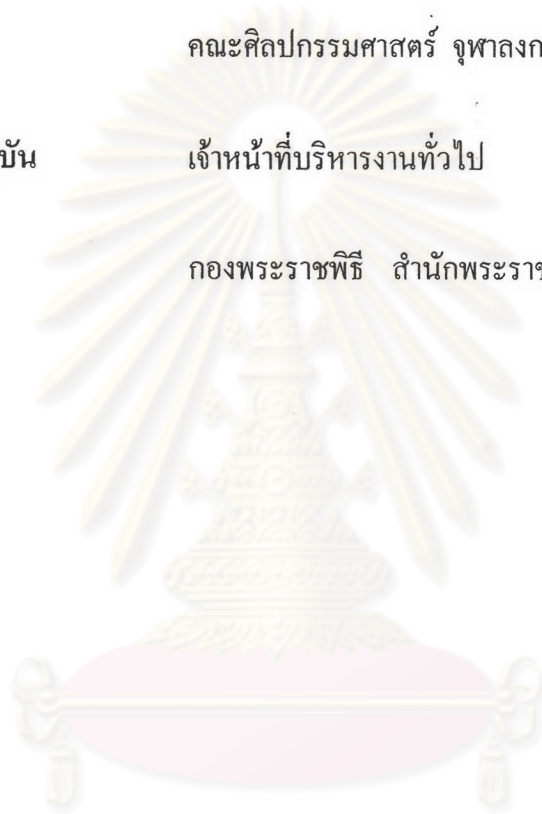 คณะศิลปกรรมศาสตร์ จุฬาลงก
บัน เจ้าหน้าที่บริหารงานทั่วไป
กองพระราชพิธี สำนักพระราช